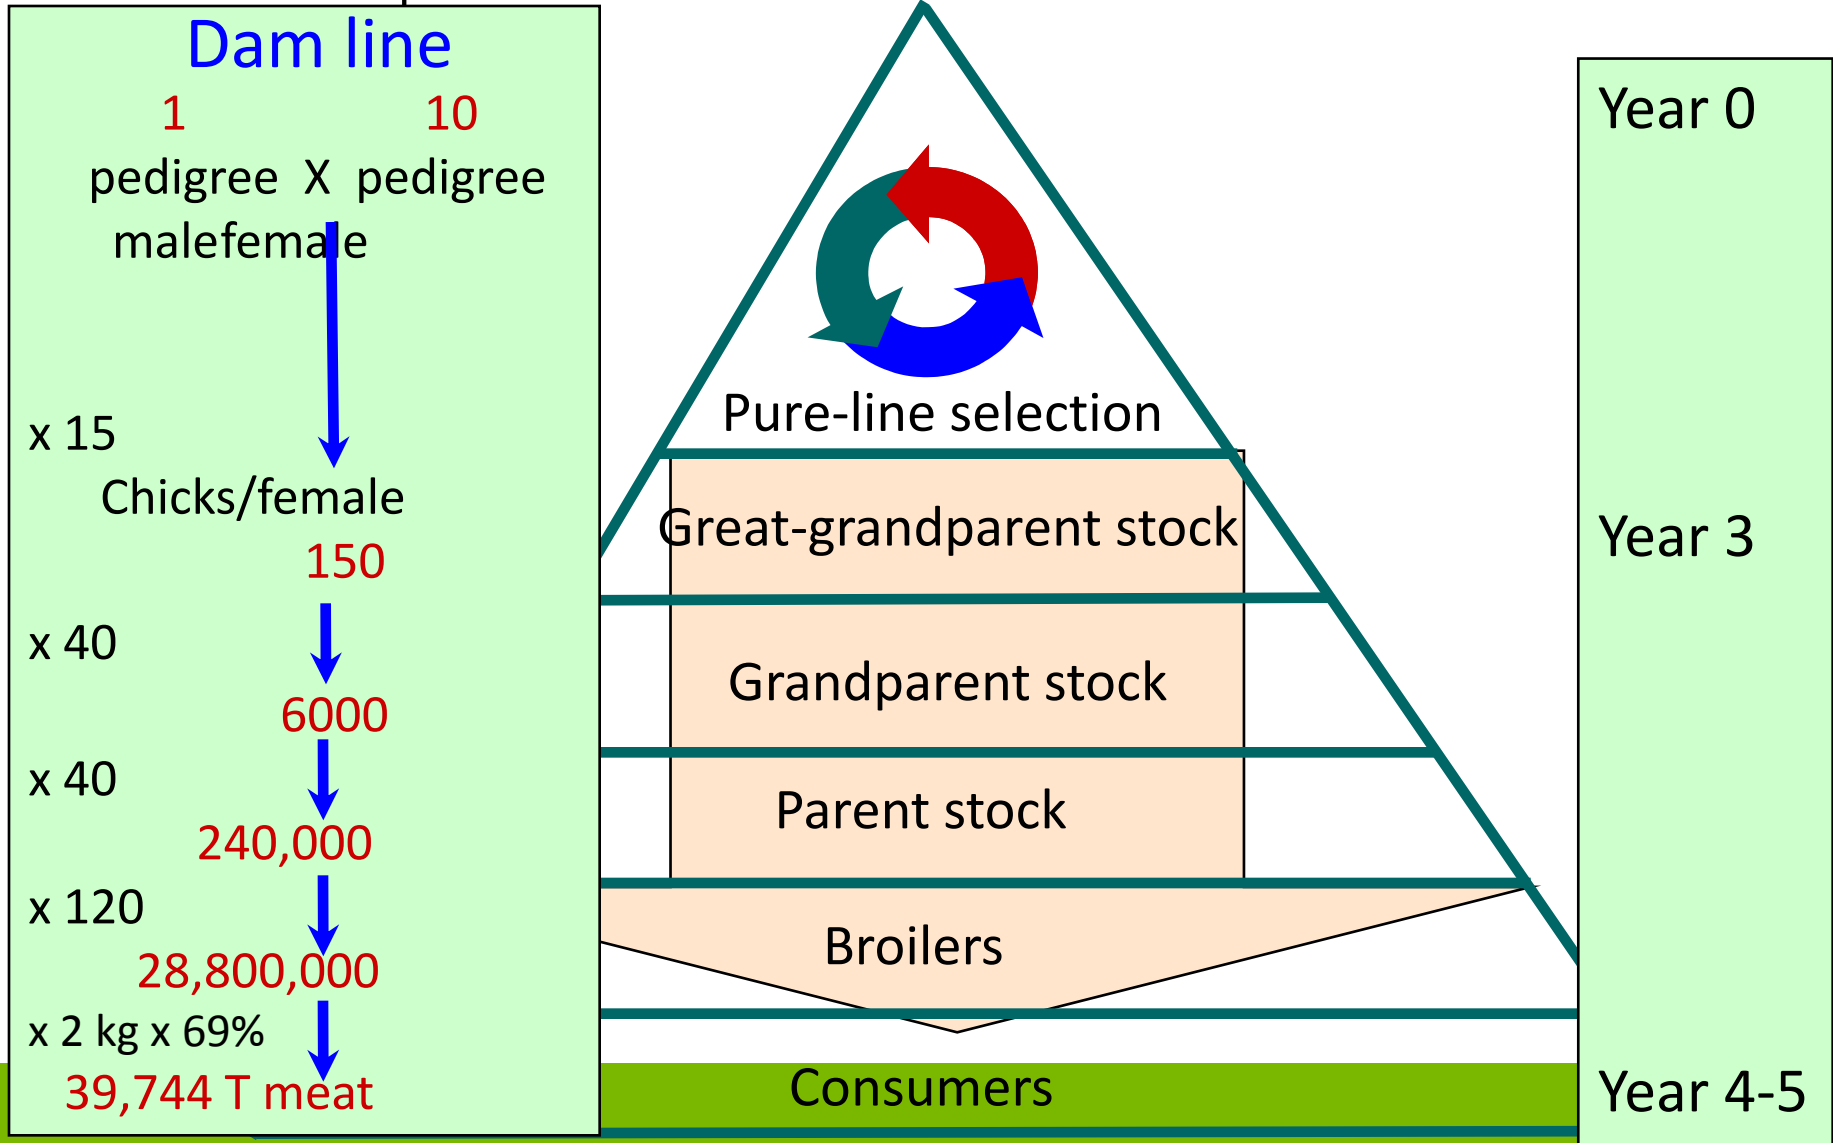 Dam line
1 10
pedigree X pedigree
malefemale
x 15
Chicks/female
150
x 40
6000
x 40
240,000
x 120
28,800,000
x 2 kg x 69%
39,744 T meat
Pure-line selection
Great-grandparent stock
Grandparent stock
Parent stock
Broilers
Consumers
Year 0
Year 3
Year 4-5